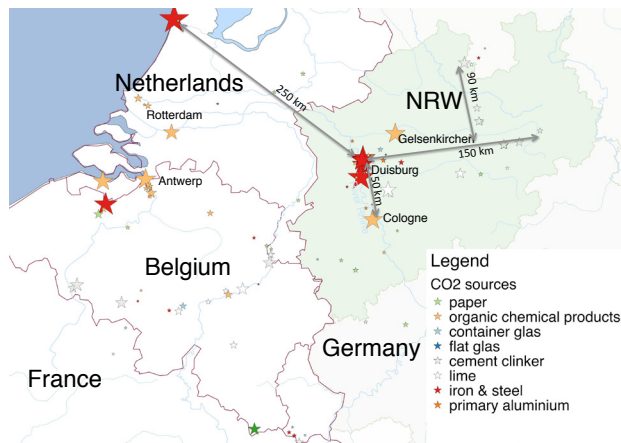 Netherlands
250 km
NRW
90 km
Rotterdam
Gelsenkirchen
150 km
Duisburg
50 km
Antwerp
Cologne
Belgium
Germany
France
Legend
CO2 sources
paper
organic chemical products
container glas
flat glas
cement clinker
lime
iron & steel
primary aluminium